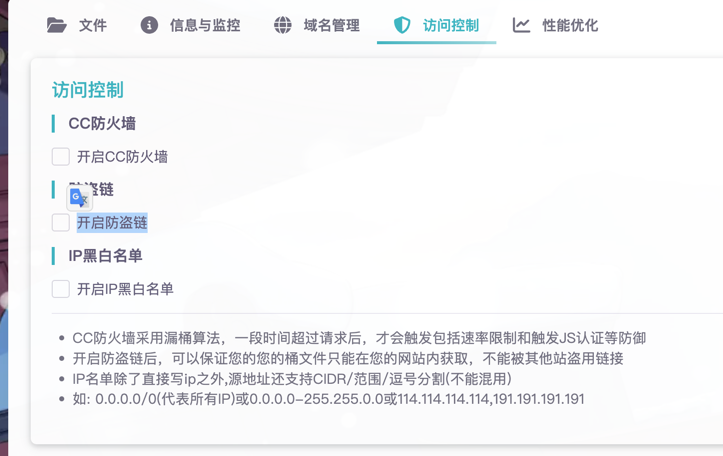 文件 信息与监控 域名管理 访问控制 性能优化
访问控制
CC防火墙
开启CC防火墙
盗链
开启防盗链
IP黑白名单
开启IP黑白名单
CC防火墙采用漏桶算法，一段时间超过请求后，才会触发包括速率限制和触发JS认证等防御
开启防盗链后，可以保证您的您的桶文件只能在您的网站内获取，不能被其他站盗用链接
IP名单除了直接写ip之外,源地址还支持CIDR/范围/逗号分割(不能混用)
如: 0.0.0.0/0(代表所有IP)或0.0.0.0-255.255.0.0或114.114.114.114,191.191.191.191